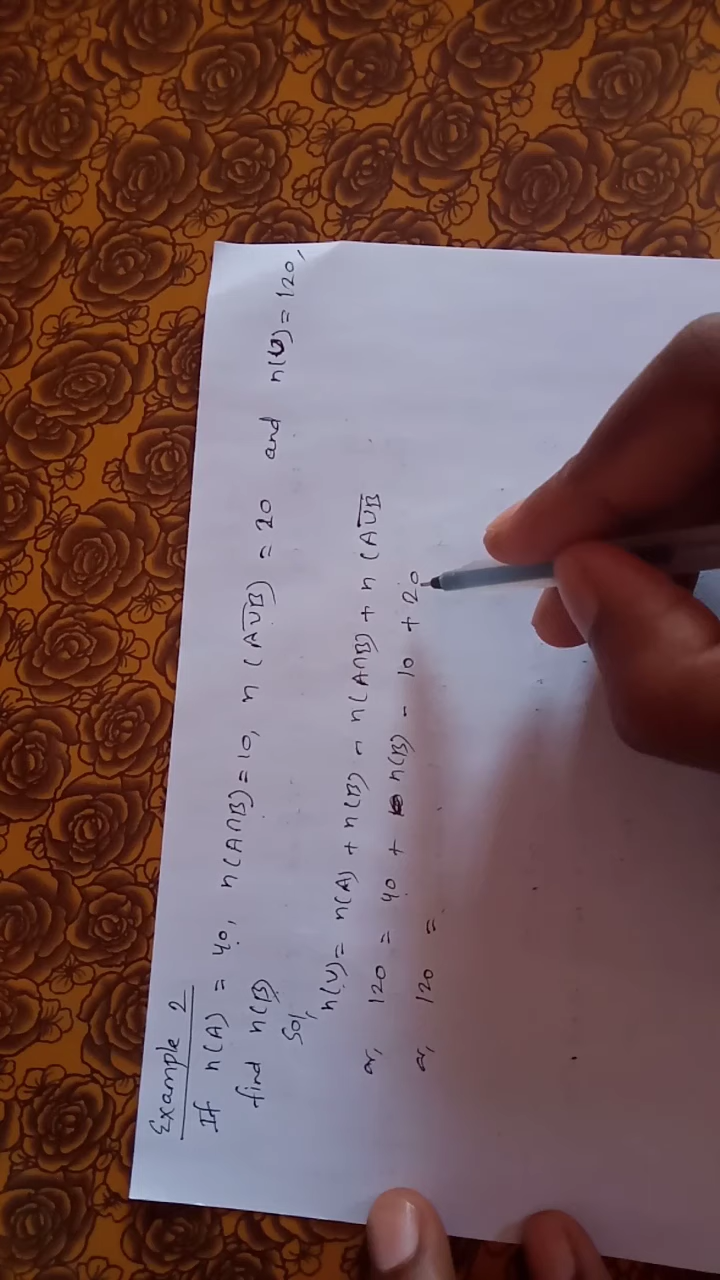 Example 2
If n(A) = 40, n(A∩B)=10, n(A̅U̅B̅) = 20 and n(U)=120,
find n(B)
Sol,
n(U)= n(A) + n(B) - n(A∩B) + n(A̅U̅B̅
or, 120 = 40 + n(B) - 10 + 20
or, 120 =